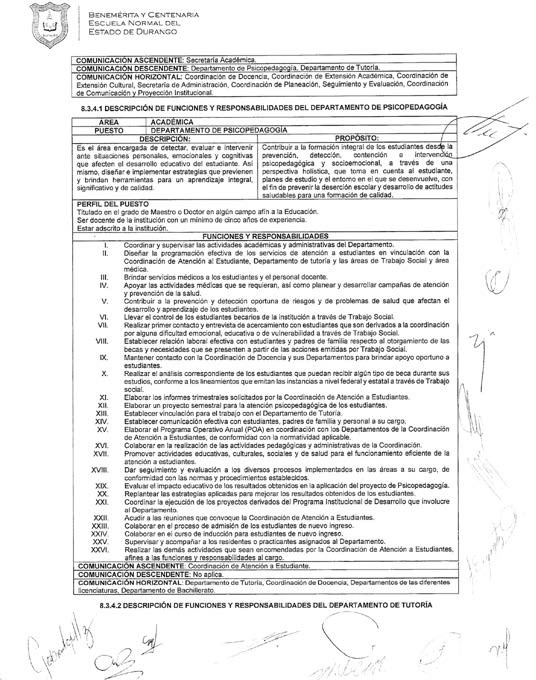 BENEMÉRITA Y CENTENARIA
ESCUELA NORMAL DEL
ESTADO DE DURANGO
COMUNICACIÓN ASCENDENTE: Secretaría Académica.
COMUNICACIÓN DESCENDENTE: Departamento de Psicopedagogía, Departamento de Tutoría.
COMUNICACIÓN HORIZONTAL: Coordinación de Docencia, Coordinación de Extensión Académica, Coordinación de
Extensión Cultural, Secretaría de Administración, Coordinación de Planeación, Seguimiento y Evaluación, Coordinación
de Comunicación y Proyección Institucional.
8.3.4.1 DESCRIPCIÓN DE FUNCIONES Y RESPONSABILIDADES DEL DEPARTAMENTO DE PSICOPEDAGOGÍA
ÁREA ACADÉMICA
PUESTO DEPARTAMENTO DE PSICOPEDAGOGÍA
DESCRIPCIÓN:
Es el área encargada de detectar, evaluar e intervenir
ante situaciones personales, emocionales y cognitivas
que afecten el desarrollo educativo del estudiante. Así
mismo, diseñar e implementar estrategias que previenen
y brindan herramientas para un aprendizaje integral,
significativo y de calidad.
PROPÓSITO:
Contribuir a la formación integral de los estudiantes desde la
prevención, detección, contención e intervención
psicopedagógica y socioemocional, a través de una
perspectiva holística, que toma en cuenta al estudiante,
planes de estudio y el entorno en el que se desenvuelve, con
el fin de prevenir la deserción escolar y desarrollo de actitudes
saludables para una formación de calidad.
PERFIL DEL PUESTO
Titulado en el grado de Maestro o Doctor en algún campo afín a la Educación.
Ser docente de la institución con un mínimo de cinco años de experiencia.
Estar adscrito a la institución.
FUNCIONES Y RESPONSABILIDADES
I. Coordinar y supervisar las actividades académicas y administrativas del Departamento.
II. Diseñar la programación efectiva de los servicios de atención a estudiantes en vinculación con la
Coordinación de Atención al Estudiante, Departamento de tutoría y las áreas de Trabajo Social y área
médica.
III. Brindar servicios médicos a los estudiantes y el personal docente.
IV. Apoyar las actividades médicas que se requieran, así como planear y desarrollar campañas de atención
y prevención de la salud.
V. Contribuir a la prevención y detección oportuna de riesgos y de problemas de salud que afectan el
desarrollo y aprendizaje de los estudiantes.
VI. Llevar el control de los estudiantes becarios de la institución a través de Trabajo Social.
VII. Realizar primer contacto y entrevista de acercamiento con estudiantes que son derivados a la coordinación
por alguna dificultad emocional, educativa o de vulnerabilidad a través de Trabajo Social.
VIII. Establecer relación laboral efectiva con estudiantes y padres de familia respecto al otorgamiento de las
becas y necesidades que se presenten a partir de las acciones emitidas por Trabajo Social.
IX. Mantener contacto con la Coordinación de Docencia y sus Departamentos para brindar apoyo oportuno a
estudiantes.
X. Realizar el análisis correspondiente de los estudiantes que puedan recibir algún tipo de beca durante sus
estudios, conforme a los lineamientos que emitan las instancias a nivel federal y estatal a través de Trabajo
social.
XI. Elaborar los informes trimestrales solicitados por la Coordinación de Atención a Estudiantes.
XII. Elaborar un proyecto semestral para la atención psicopedagógica de los estudiantes.
XIII. Establecer vinculación para el trabajo con el Departamento de Tutoría.
XIV. Establecer comunicación efectiva con estudiantes, padres de familia y personal a su cargo.
XV. Elaborar el Programa Operativo Anual (POA) en coordinación con los Departamentos de la Coordinación
de Atención a Estudiantes, de conformidad con la normatividad aplicable.
XVI. Colaborar en la realización de las actividades pedagógicas y administrativas de la Coordinación.
XVII. Promover actividades educativas, culturales, sociales y de salud para el funcionamiento eficiente de la
atención a estudiantes.
XVIII. Dar seguimiento y evaluación a los diversos procesos implementados en las áreas a su cargo, de
conformidad con las normas y procedimientos establecidos.
XIX. Evaluar el impacto educativo de los resultados obtenidos en la aplicación del proyecto de Psicopedagogía.
XX. Replantear las estrategias aplicadas para mejorar los resultados obtenidos de los estudiantes.
XXI. Coordinar la ejecución de los proyectos derivados del Programa Institucional de Desarrollo que involucre
al Departamento.
XXII. Acudir a las reuniones que convoque la Coordinación de Atención a Estudiantes.
XXIII. Colaborar en el proceso de admisión de los estudiantes de nuevo ingreso.
XXIV. Colaborar en el curso de inducción para estudiantes de nuevo ingreso.
XXV. Supervisar y acompañar a los residentes o practicantes asignados al Departamento.
XXVI. Realizar las demás actividades que sean encomendadas por la Coordinación de Atención a Estudiantes,
afines a las funciones y responsabilidades al cargo.
COMUNICACIÓN ASCENDENTE: Coordinación de Atención a Estudiante.
COMUNICACIÓN DESCENDENTE: No aplica.
COMUNICACIÓN HORIZONTAL: Departamento de Tutoría, Coordinación de Docencia, Departamentos de las diferentes
licenciaturas, Departamento de Bachillerato.
8.3.4.2 DESCRIPCIÓN DE FUNCIONES Y RESPONSABILIDADES DEL DEPARTAMENTO DE TUTORÍA